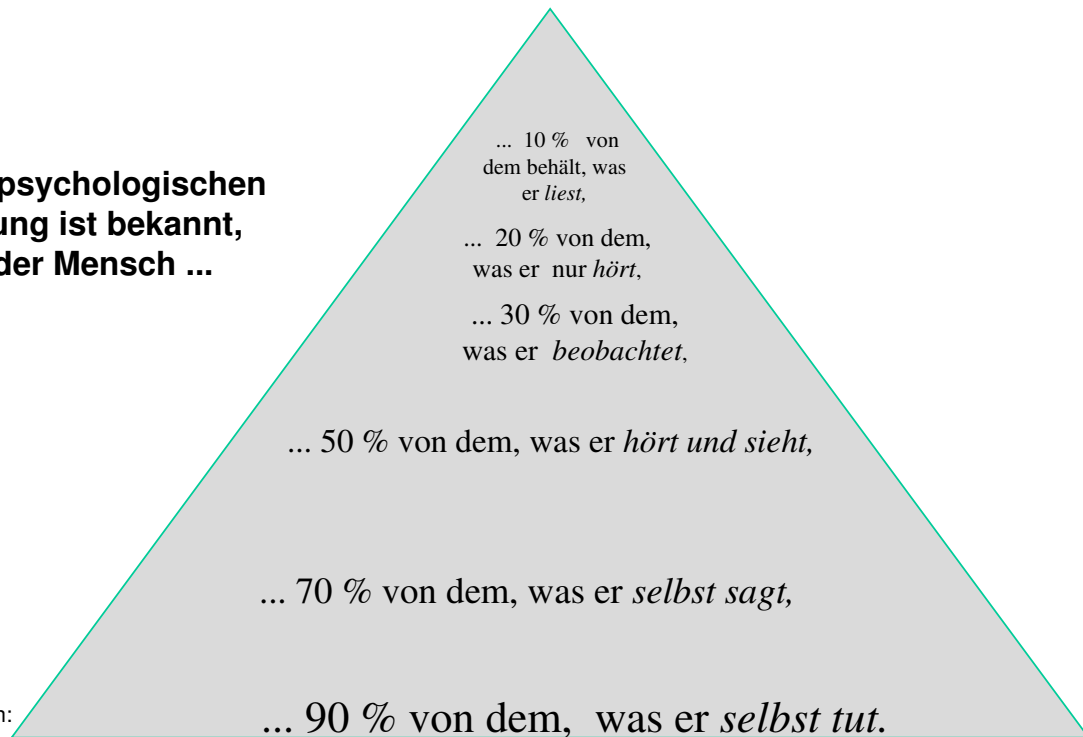 psychologischen
ung ist bekannt,
der Mensch ...
... 10 % von
dem behält, was
er liest,
... 20 % von dem,
was er nur hört,
... 30 % von dem,
was er beobachtet,
... 50 % von dem, was er hört und sieht,
... 70 % von dem, was er selbst sagt,
... 90 % von dem, was er selbst tut.
n: